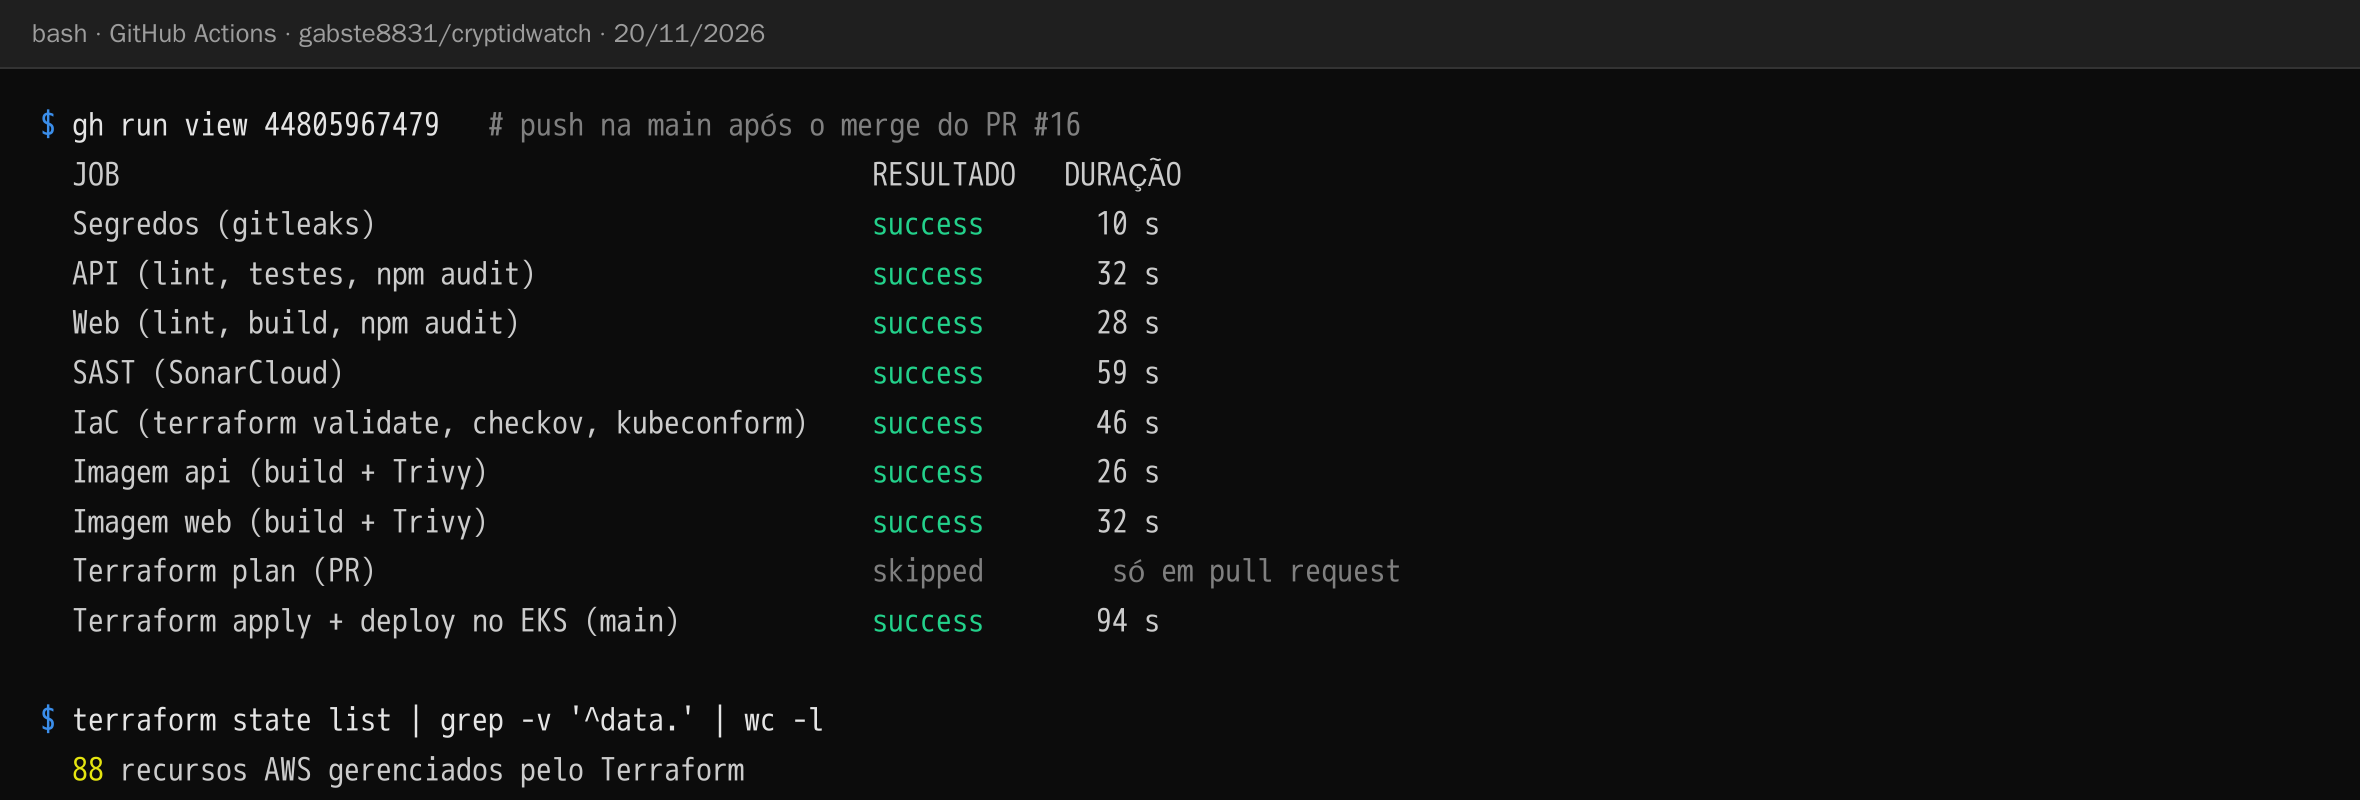 bash · GitHub Actions · gabste8831/cryptidwatch · 20/11/2026
$ gh run view 44805967479 # push na main após o merge do PR #16
JOB RESULTADO DURAÇÃO
Segredos (gitleaks) success 10 s
API (lint, testes, npm audit) success 32 s
Web (lint, build, npm audit) success 28 s
SAST (SonarCloud) success 59 s
IaC (terraform validate, checkov, kubeconform) success 46 s
Imagem api (build + Trivy) success 26 s
Imagem web (build + Trivy) success 32 s
Terraform plan (PR) skipped só em pull request
Terraform apply + deploy no EKS (main) success 94 s
$ terraform state list | grep -v '^data.' | wc -l
88 recursos AWS gerenciados pelo Terraform